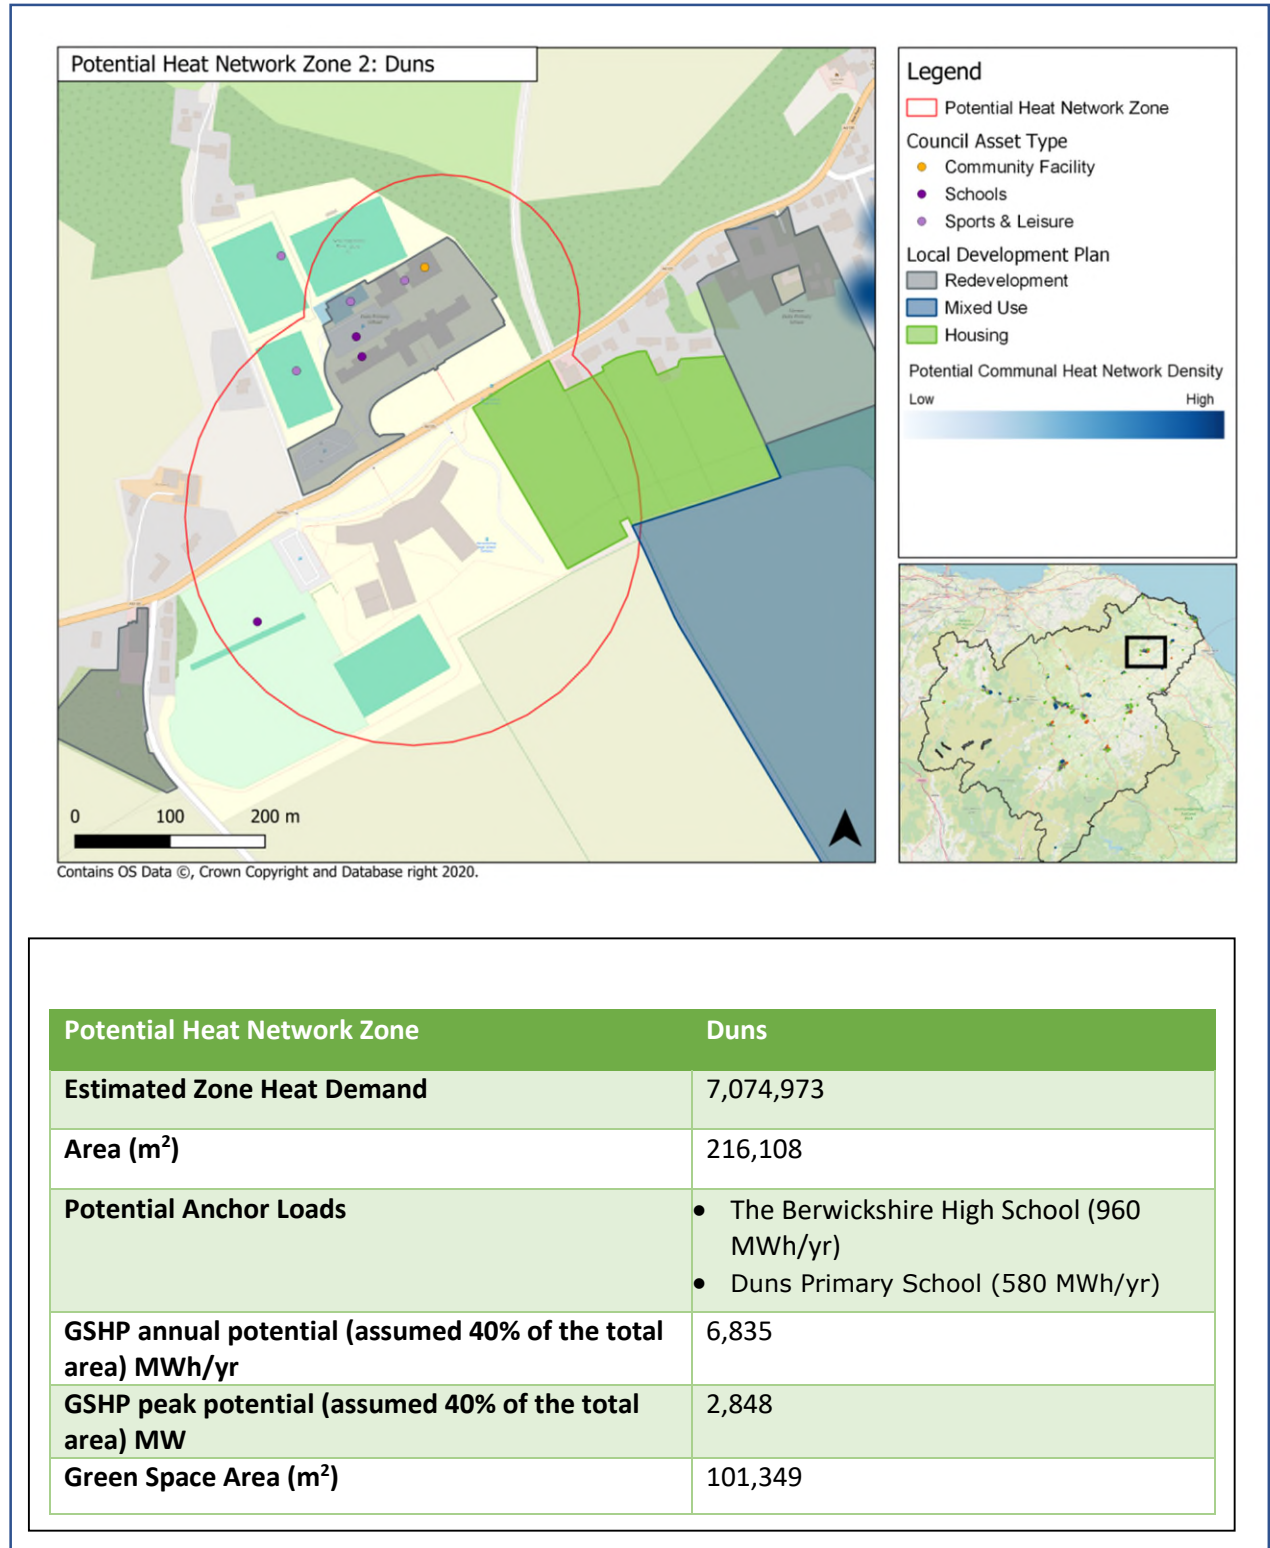 Potential Heat Network Zone 2: Duns
Legend
Potential Heat Network Zone
Council Asset Type
Community Facility
Schools
Sports & Leisure
Local Development Plan
Redevelopment
Mixed Use
Housing
Potential Communal Heat Network Density
Low High
0 100 200 m
Contains OS Data ©, Crown Copyright and Database right 2020.
Potential Heat Network Zone Duns
Estimated Zone Heat Demand 7,074,973
Area (m²) 216,108
Potential Anchor Loads • The Berwickshire High School (960
MWh/yr)
• Duns Primary School (580 MWh/yr)
GSHP annual potential (assumed 40% of the total 6,835
area) MWh/yr
GSHP peak potential (assumed 40% of the total 2,848
area) MW
Green Space Area (m²) 101,349